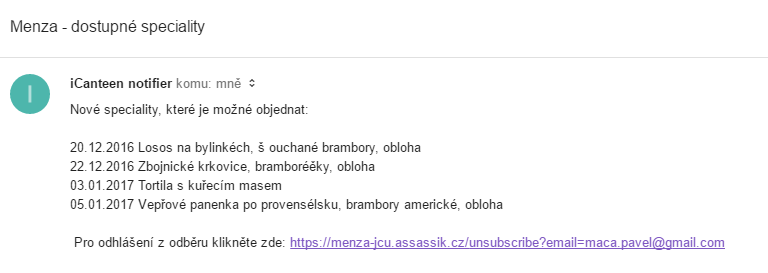 Menza - dostupné speciality
I
iCanteen notifier komu: mně
Nové speciality, které je možné objednat:
20.12.2016 Losos na bylinkéch, š ouchané brambory, obloha
22.12.2016 Zbojnické krkovice, bramboréěky, obloha
03.01.2017 Tortila s kuřecím masem
05.01.2017 Vepřové panenka po provensélsku, brambory americké, obloha
Pro odhlášení z odběru klikněte zde: https://menza-jcu.assassik.cz/unsubscribe?email=maca.pavel@gmail.com